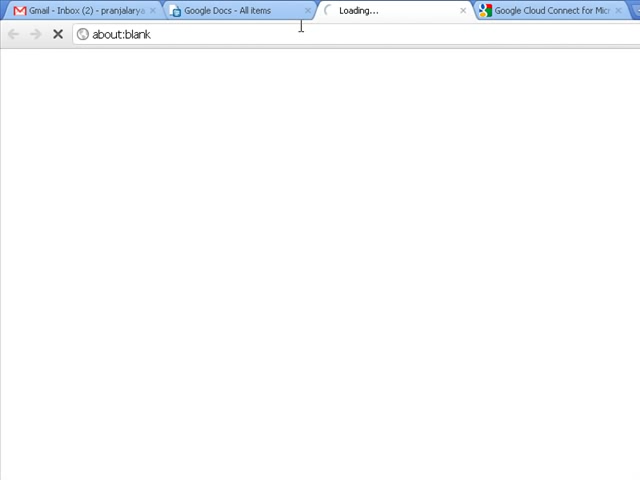 Gmail - Inbox (2) - pranjalarya
Google Docs - All items
Loading...
Google Cloud Connect for Micr
about:blank